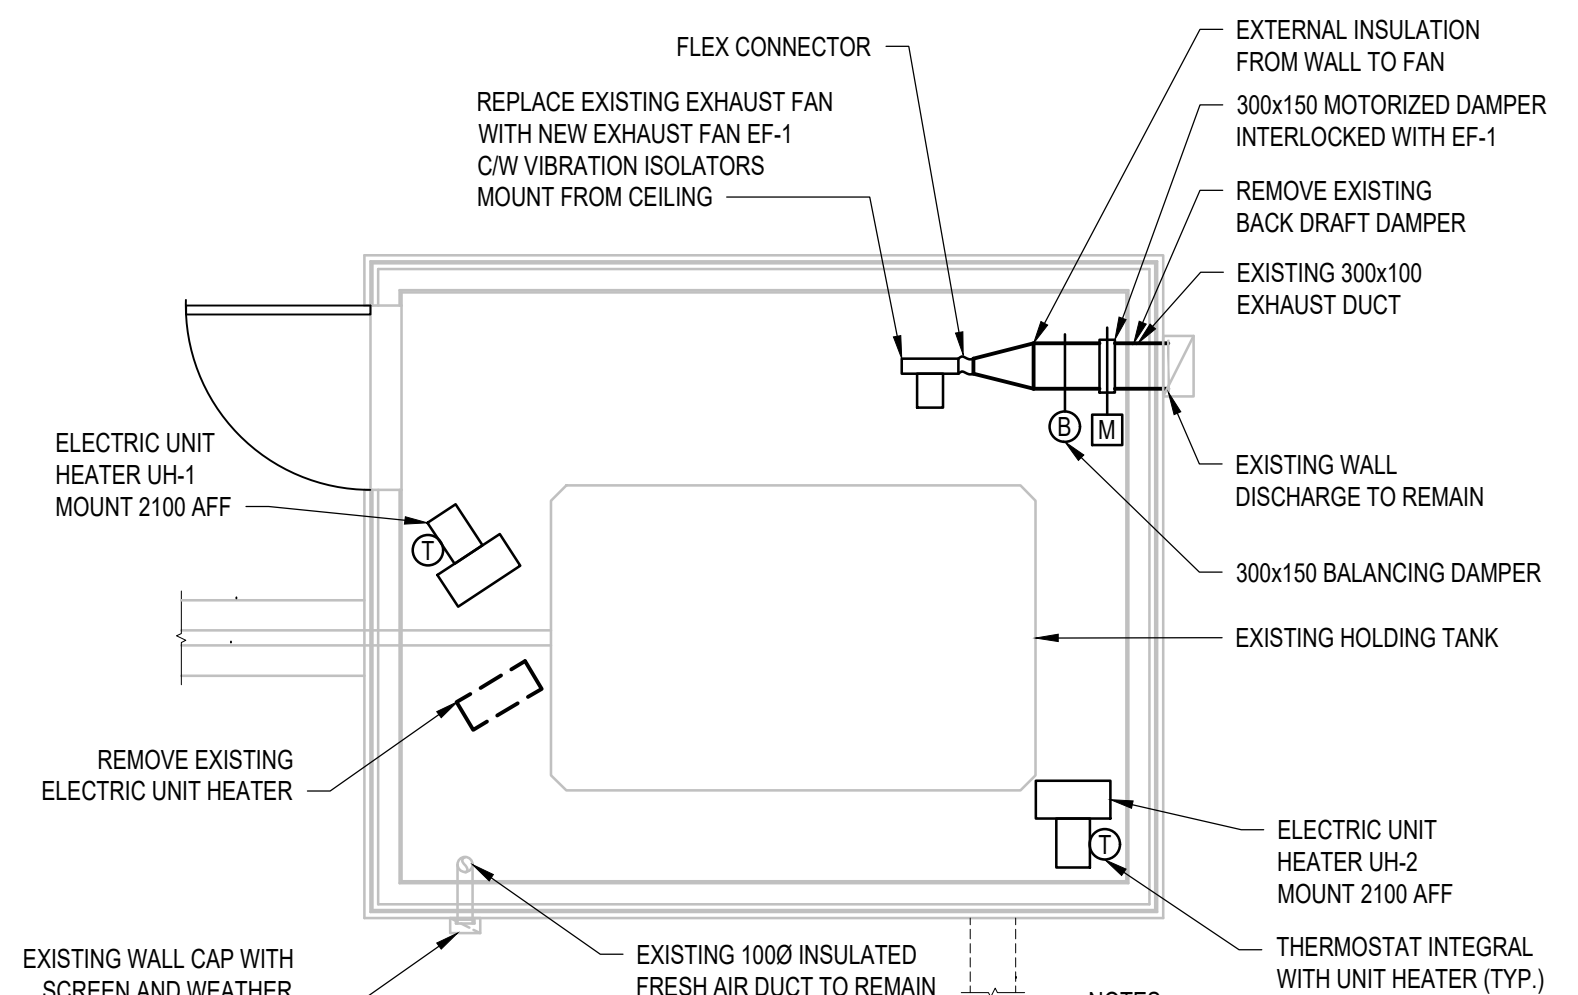 FLEX CONNECTOR
REPLACE EXISTING EXHAUST FAN
WITH NEW EXHAUST FAN EF-1
C/W VIBRATION ISOLATORS
MOUNT FROM CEILING
EXTERNAL INSULATION
FROM WALL TO FAN
300x150 MOTORIZED DAMPER
INTERLOCKED WITH EF-1
REMOVE EXISTING
BACK DRAFT DAMPER
EXISTING 300x100
EXHAUST DUCT
B
M
EXISTING WALL
DISCHARGE TO REMAIN
300x150 BALANCING DAMPER
EXISTING HOLDING TANK
ELECTRIC UNIT
HEATER UH-1
MOUNT 2100 AFF
T
REMOVE EXISTING
ELECTRIC UNIT HEATER
T
ELECTRIC UNIT
HEATER UH-2
MOUNT 2100 AFF
THERMOSTAT INTEGRAL
WITH UNIT HEATER (TYP.)
S
EXISTING WALL CAP WITH
SCREEN AND WEATHER
EXISTING 100Ø INSULATED
FRESH AIR DUCT TO REMAIN
NOTES